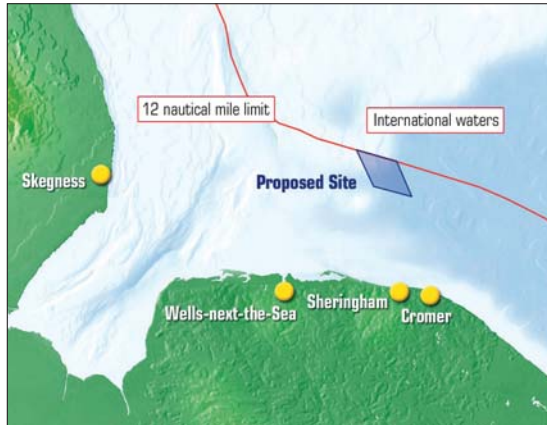 12 nautical mile limit
International waters
Skegness
Proposed Site
Wells-next-the-Sea
Sheringham
Cromer